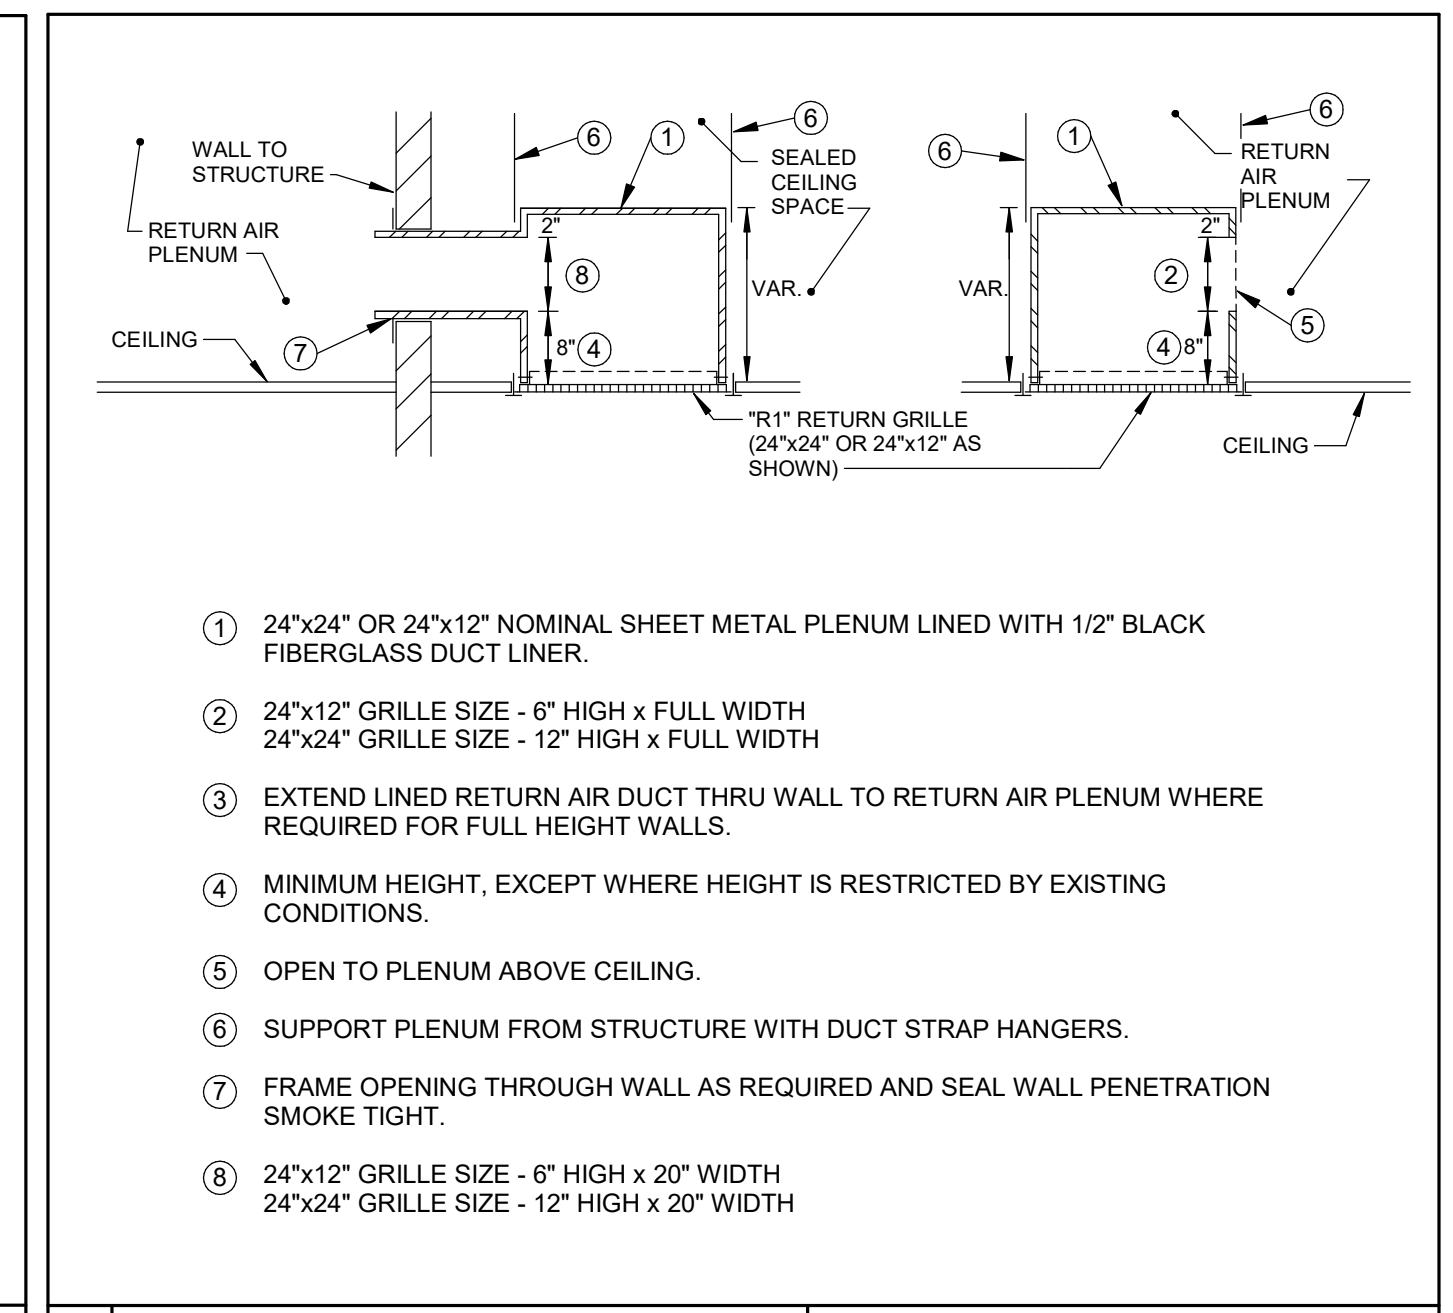 WALL TO
STRUCTURE
RETURN AIR
PLENUM
CEILING
7
6
1
6
SEALED
CEILING
SPACE
2"
8
VAR.
8"
4
"R1" RETURN GRILLE
(24"x24" OR 24"x12" AS
SHOWN)
6
1
6
RETURN
AIR
PLENUM
2"
VAR.
2
5
4
8"
CEILING
1 24"x24" OR 24"x12" NOMINAL SHEET METAL PLENUM LINED WITH 1/2" BLACK
FIBERGLASS DUCT LINER.
2 24"x12" GRILLE SIZE - 6" HIGH x FULL WIDTH
24"x24" GRILLE SIZE - 12" HIGH x FULL WIDTH
3 EXTEND LINED RETURN AIR DUCT THRU WALL TO RETURN AIR PLENUM WHERE
REQUIRED FOR FULL HEIGHT WALLS.
4 MINIMUM HEIGHT, EXCEPT WHERE HEIGHT IS RESTRICTED BY EXISTING
CONDITIONS.
5 OPEN TO PLENUM ABOVE CEILING.
6 SUPPORT PLENUM FROM STRUCTURE WITH DUCT STRAP HANGERS.
7 FRAME OPENING THROUGH WALL AS REQUIRED AND SEAL WALL PENETRATION
SMOKE TIGHT.
8 24"x12" GRILLE SIZE - 6" HIGH x 20" WIDTH
24"x24" GRILLE SIZE - 12" HIGH x 20" WIDTH